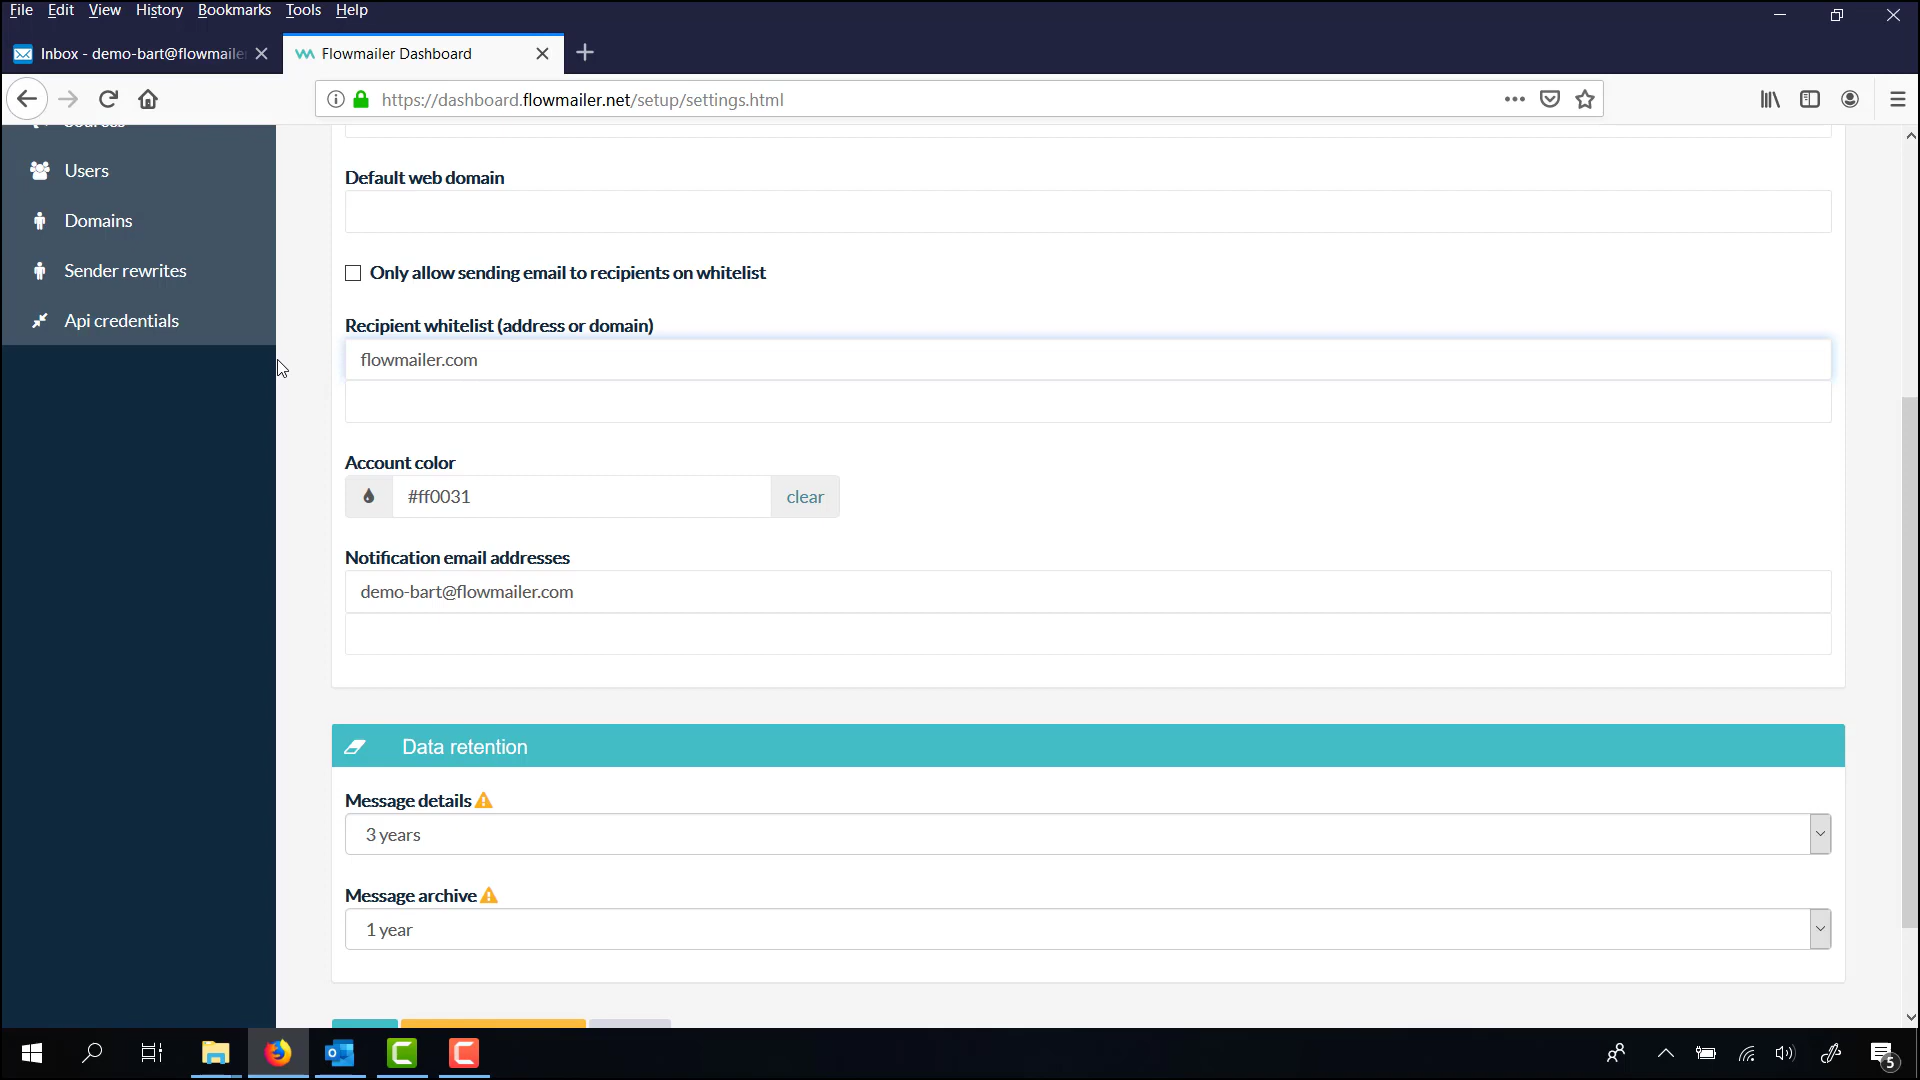 File Edit View History Bookmarks Tools Help
Inbox - demo-bart@flowmaile
Flowmailer Dashboard
https://dashboard.flowmailer.net/setup/settings.html
Sources
Users
Domains
Sender rewrites
Api credentials
Default web domain
Only allow sending email to recipients on whitelist
Recipient whitelist (address or domain)
flowmailer.com
Account color
#ff0031
clear
Notification email addresses
demo-bart@flowmailer.com
Data retention
Message details
3 years
Message archive
1 year
5